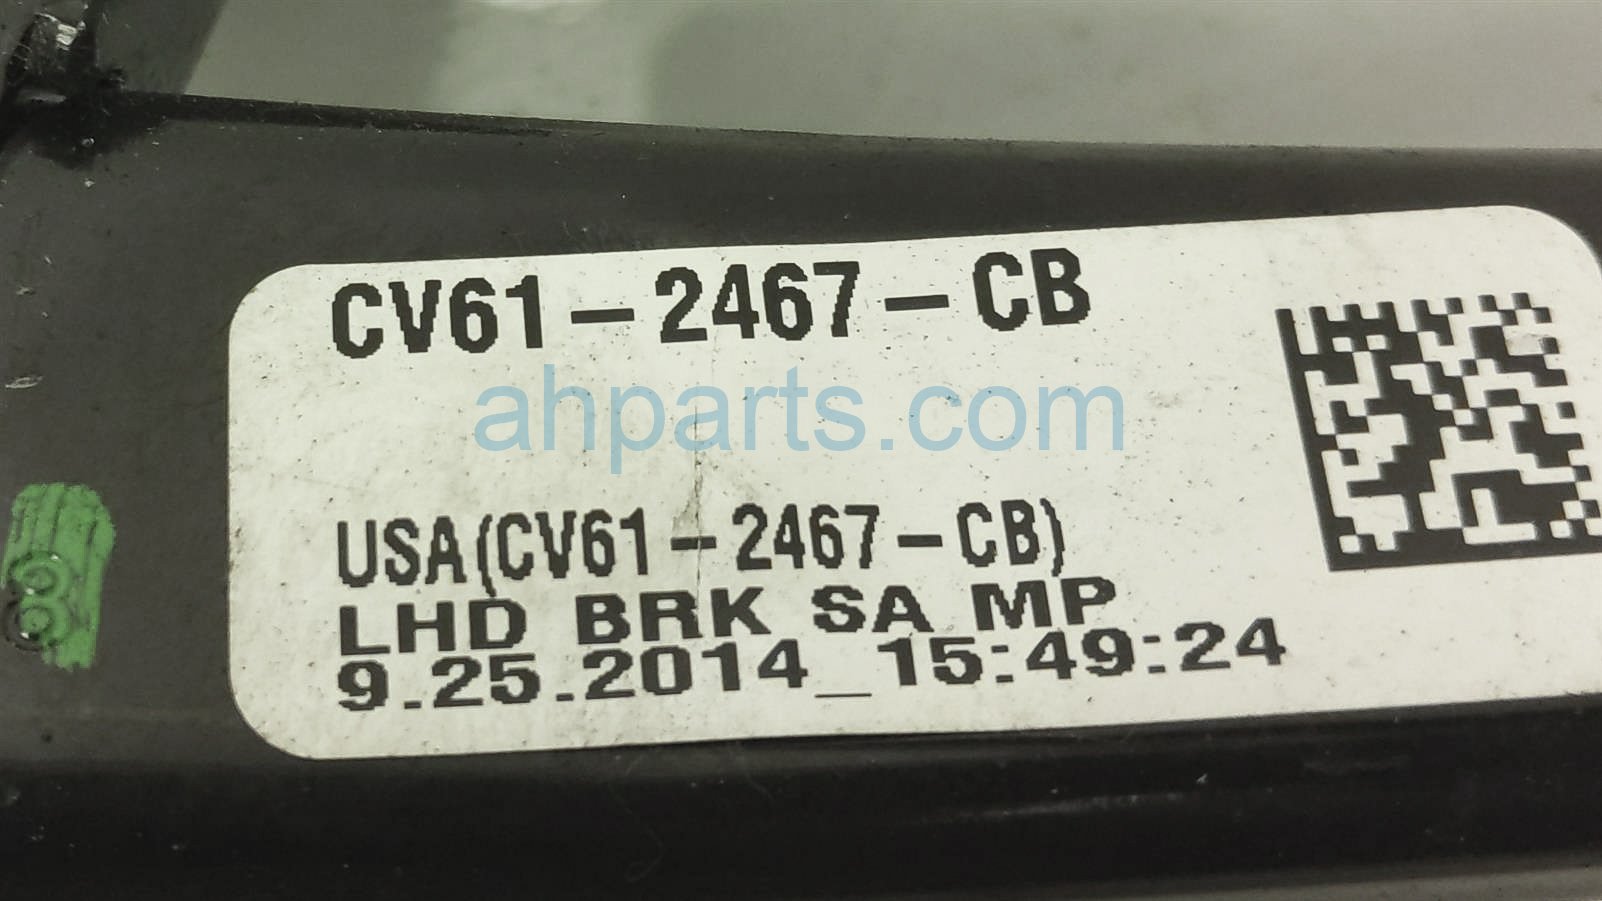 CV61-2467-CB
ahparts.com
USA(CV61-2467-CB)
LHD BRK SA MP
9.25.2014_15:49:24